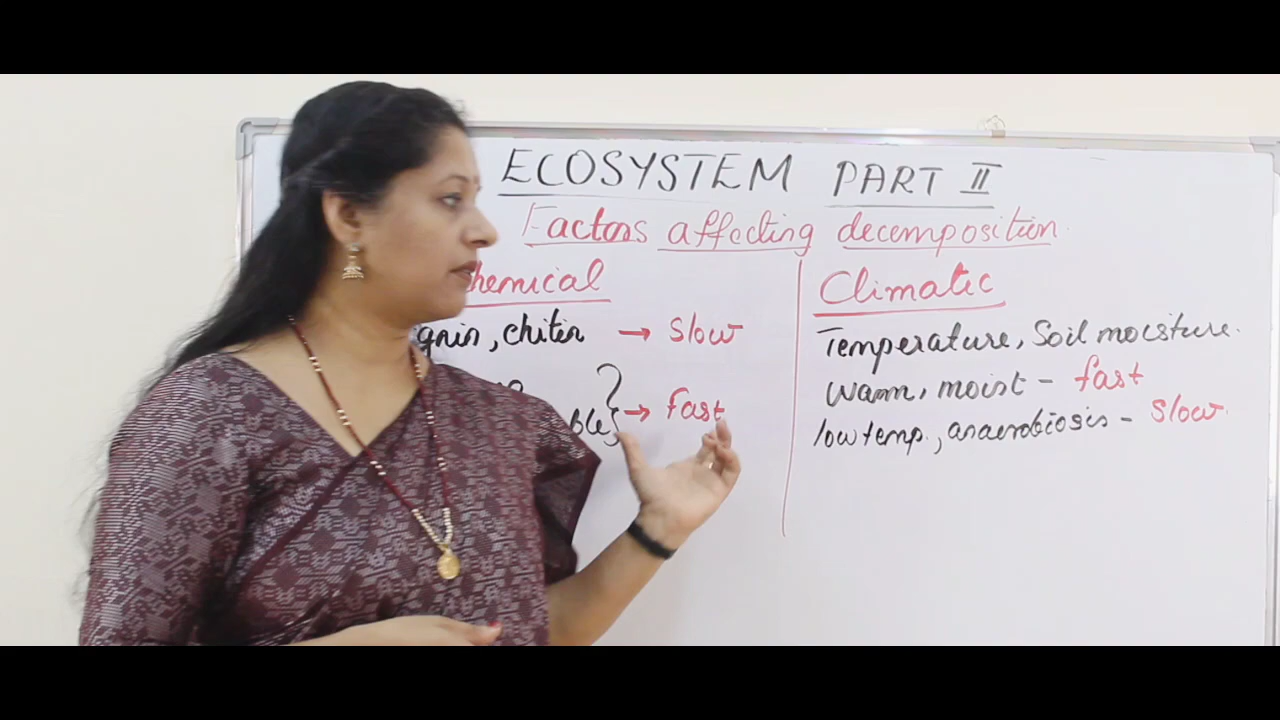 ECOSYSTEM PART II
Factors affecting decomposition.
hemical
gnin, chitin → Slow
ble } → Fast
Climatic
Temperature, Soil moisture.
Warm, moist - fast
low temp., anaerobiosis - Slow.